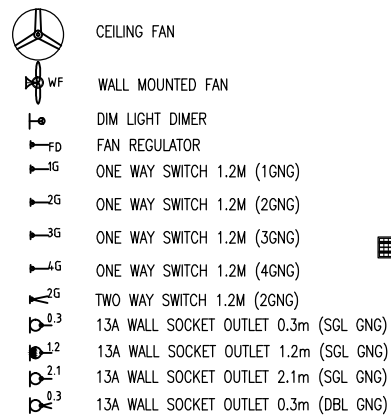 CEILING FAN
WF WALL MOUNTED FAN
DIM LIGHT DIMER
FD FAN REGULATOR
1G ONE WAY SWITCH 1.2M (1GNG)
2G ONE WAY SWITCH 1.2M (2GNG)
3G ONE WAY SWITCH 1.2M (3GNG)
4G ONE WAY SWITCH 1.2M (4GNG)
2G TWO WAY SWITCH 1.2M (2GNG)
0.3 13A WALL SOCKET OUTLET 0.3m (SGL GNG)
1.2 13A WALL SOCKET OUTLET 1.2m (SGL GNG)
2.1 13A WALL SOCKET OUTLET 2.1m (SGL GNG)
0.3 13A WALL SOCKET OUTLET 0.3m (DBL GNG)